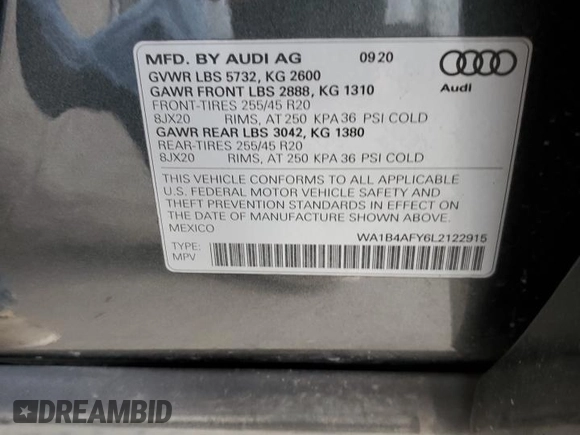 MFD. BY AUDI AG 0920
GVWR LBS 5732, KG 2600
GAWR FRONT LBS 2888, KG 1310
FRONT-TIRES 255/45 R20
8JX20 RIMS, AT 250 KPA 36 PSI COLD
GAWR REAR LBS 3042, KG 1380
REAR-TIRES 255/45 R20
8JX20 RIMS, AT 250 KPA 36 PSI COLD
Audi
THIS VEHICLE CONFORMS TO ALL APPLICABLE
U.S. FEDERAL MOTOR VEHICLE SAFETY AND
THEFT PREVENTION STANDARDS IN EFFECT ON
THE DATE OF MANUFACTURE SHOWN ABOVE.
MEXICO
WA1B4AFY6L2122915
TYPE:
MPV
DREAMBID